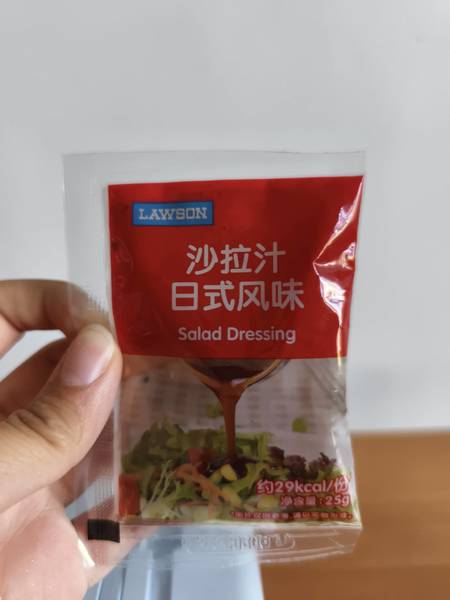 LAWSON
沙拉汁
日式风味
Salad Dressing
约29kcal/份
净含量:25g